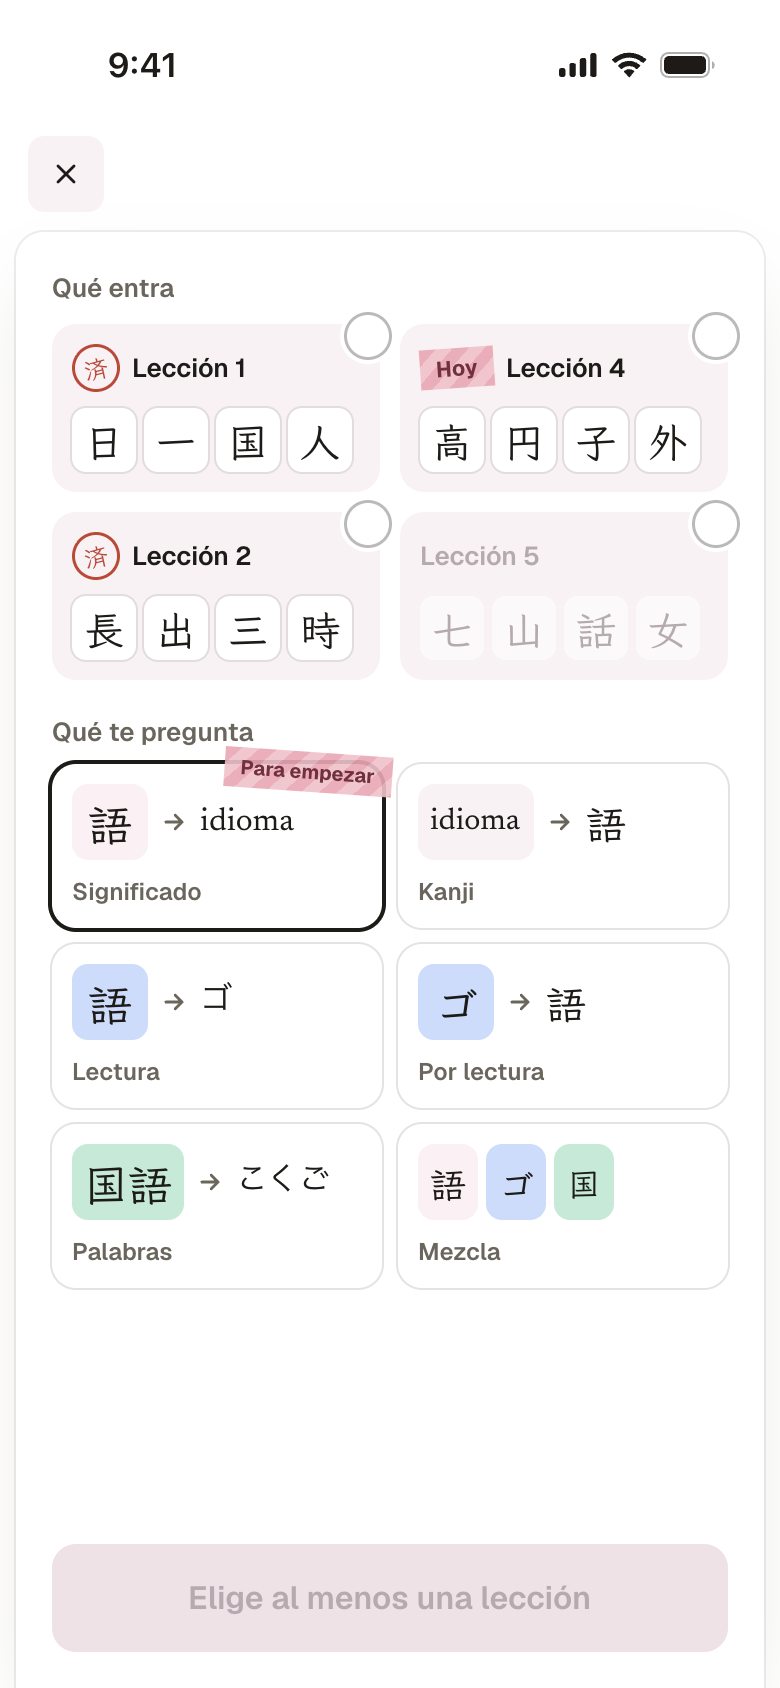 9:41
Qué entra
済 Lección 1
日 一 国 人
Hoy Lección 4
高 円 子 外
済 Lección 2
長 出 三 時
Lección 5
七 山 話 女
Qué te pregunta
Para empezar
語 → idioma
Significado
idioma → 語
Kanji
語 → ゴ
Lectura
ゴ → 語
Por lectura
国語 → こくご
Palabras
語 ゴ 国
Mezcla
Elige al menos una lección